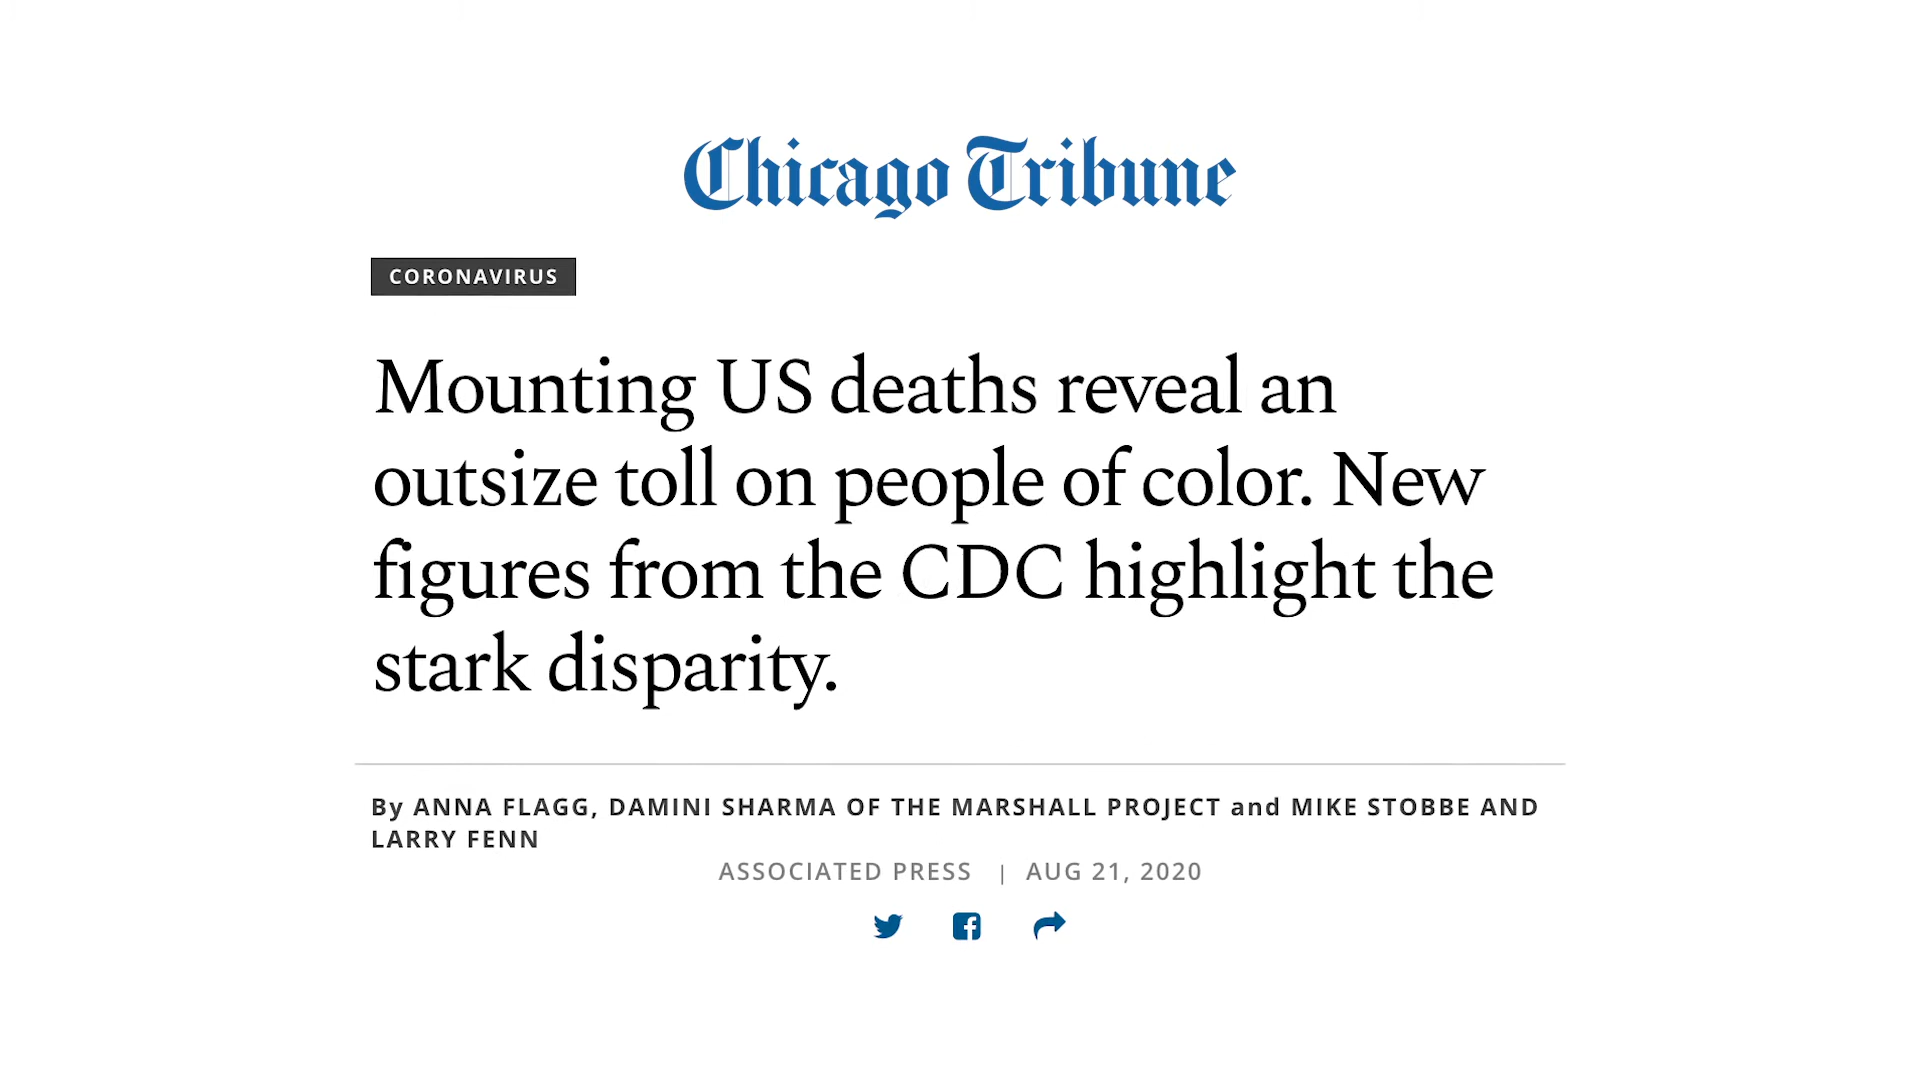 Chicago Tribune
CORONAVIRUS
Mounting US deaths reveal an
outsize toll on people of color. New
figures from the CDC highlight the
stark disparity.
By ANNA FLAGG, DAMINI SHARMA OF THE MARSHALL PROJECT and MIKE STOBBE AND
LARRY FENN
ASSOCIATED PRESS | AUG 21, 2020